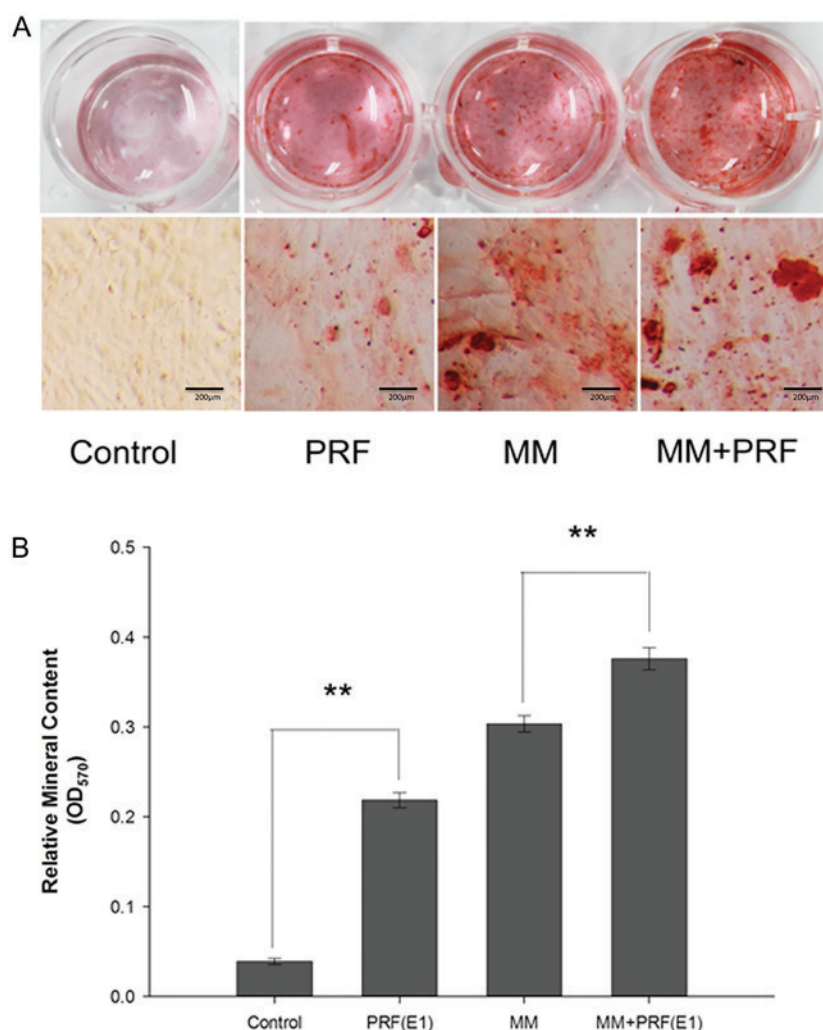 A
200μm 200μm 200μm 200μm
Control PRF MM MM+PRF
B
Relative Mineral Content
(OD570)
0.5
0.4
0.3
0.2
0.1
0.0
**
**
Control PRF(E1) MM MM+PRF(E1)